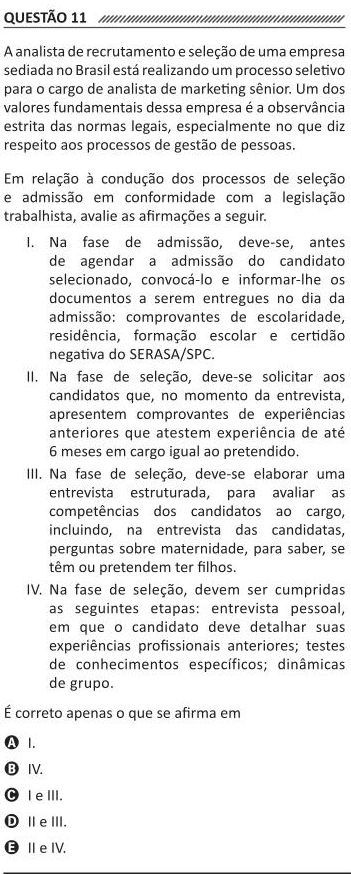 QUESTÃO 11
A analista de recrutamento e seleção de uma empresa
sediada no Brasil está realizando um processo seletivo
para o cargo de analista de marketing sênior. Um dos
valores fundamentais dessa empresa é a observância
estrita das normas legais, especialmente no que diz
respeito aos processos de gestão de pessoas.
Em relação à condução dos processos de seleção
e admissão em conformidade com a legislação
trabalhista, avalie as afirmações a seguir.
I. Na fase de admissão, deve-se, antes
de agendar a admissão do candidato
selecionado, convocá-lo e informar-lhe os
documentos a serem entregues no dia da
admissão: comprovantes de escolaridade,
residência, formação escolar e certidão
negativa do SERASA/SPC.
II. Na fase de seleção, deve-se solicitar aos
candidatos que, no momento da entrevista,
apresentem comprovantes de experiências
anteriores que atestem experiência de até
6 meses em cargo igual ao pretendido.
III. Na fase de seleção, deve-se elaborar uma
entrevista estruturada, para avaliar as
competências dos candidatos ao cargo,
incluindo, na entrevista das candidatas,
perguntas sobre maternidade, para saber, se
têm ou pretendem ter filhos.
IV. Na fase de seleção, devem ser cumpridas
as seguintes etapas: entrevista pessoal,
em que o candidato deve detalhar suas
experiências profissionais anteriores; testes
de conhecimentos específicos; dinâmicas
de grupo.
É correto apenas o que se afirma em
A I.
B IV.
C I e III.
D II e III.
E II e IV.